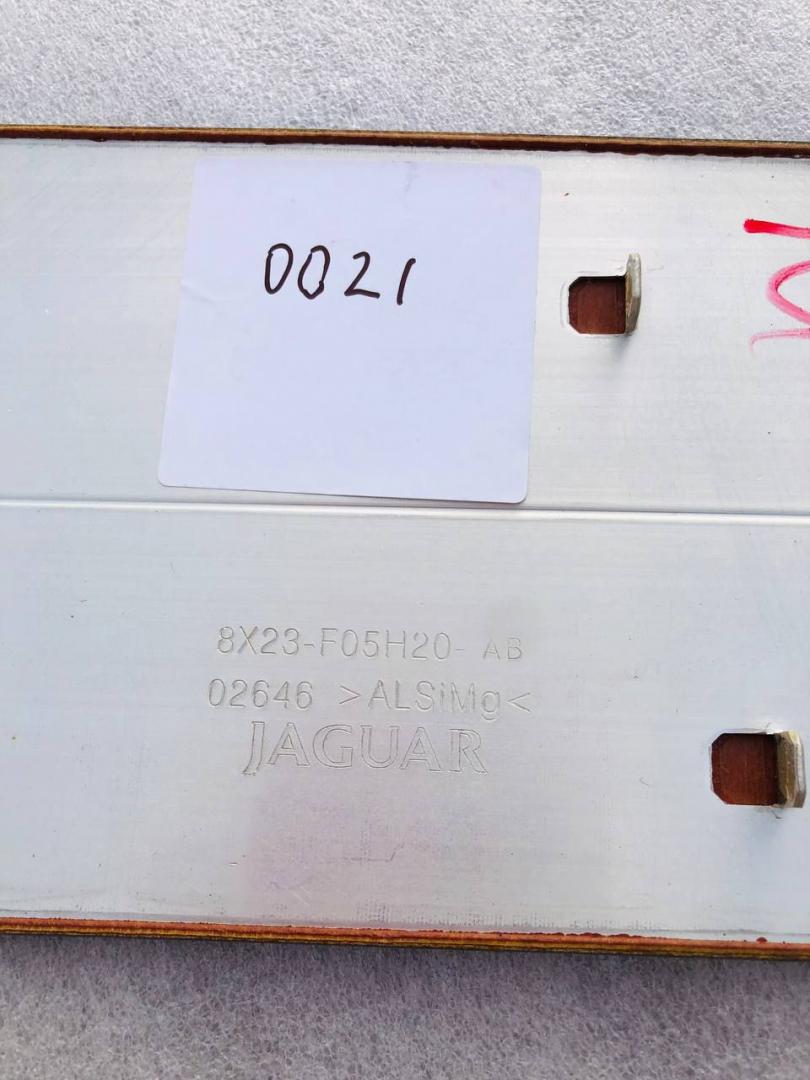 0021
8X23-F05H20- AB
02646 >ALSiMg<
JAGUAR